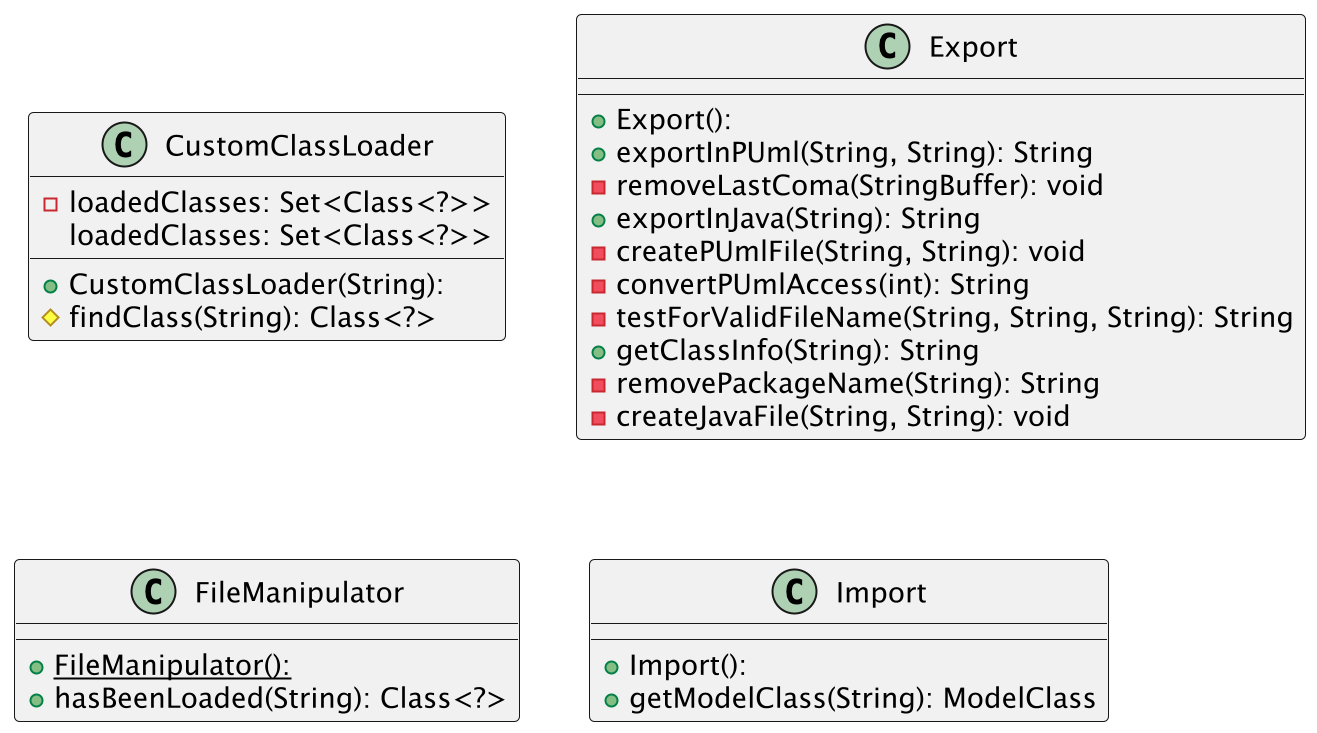 C CustomClassLoader
loadedClasses: Set<Class<?>>
loadedClasses: Set<Class<?>>
CustomClassLoader(String):
findClass(String): Class<?>
C Export
Export():
exportInPUml(String, String): String
removeLastComa(StringBuffer): void
exportInJava(String): String
createPUmlFile(String, String): void
convertPUmlAccess(int): String
testForValidFileName(String, String, String): String
getClassInfo(String): String
removePackageName(String): String
createJavaFile(String, String): void
C FileManipulator
FileManipulator():
hasBeenLoaded(String): Class<?>
C Import
Import():
getModelClass(String): ModelClass